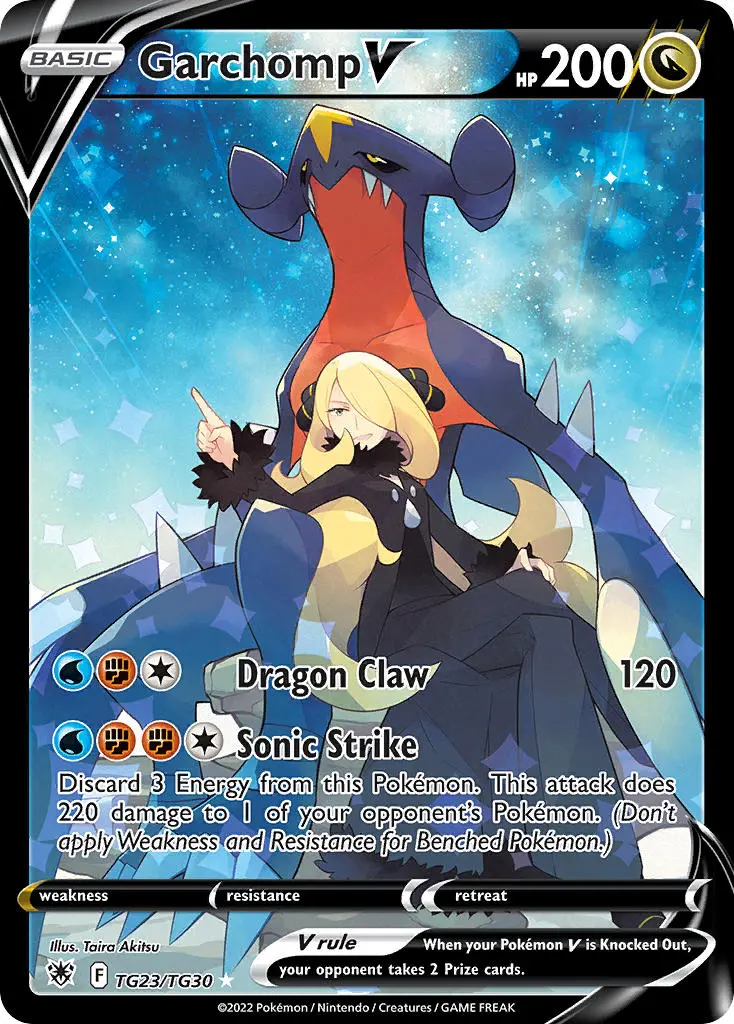 BASIC Garchomp V HP 200
Dragon Claw 120
Sonic Strike
Discard 3 Energy from this Pokémon. This attack does
220 damage to 1 of your opponent's Pokémon. (Don't
apply Weakness and Resistance for Benched Pokémon.)
weakness resistance retreat
Illus. Taira Akitsu
V rule When your Pokémon V is Knocked Out,
your opponent takes 2 Prize cards.
F TG23/TG30
©2022 Pokémon / Nintendo / Creatures / GAME FREAK